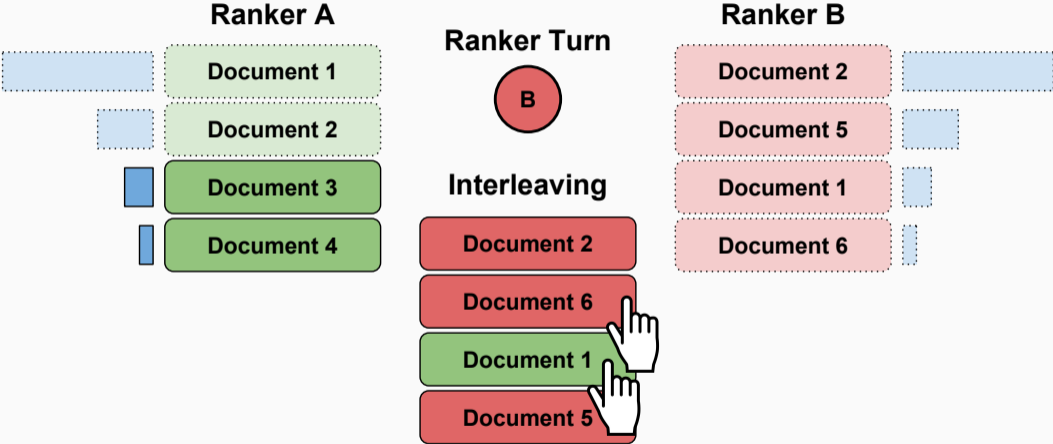 Ranker A
Document 1
Document 2
Document 3
Document 4
Ranker Turn
B
Interleaving
Document 2
Document 6
Document 1
Document 5
Ranker B
Document 2
Document 5
Document 1
Document 6